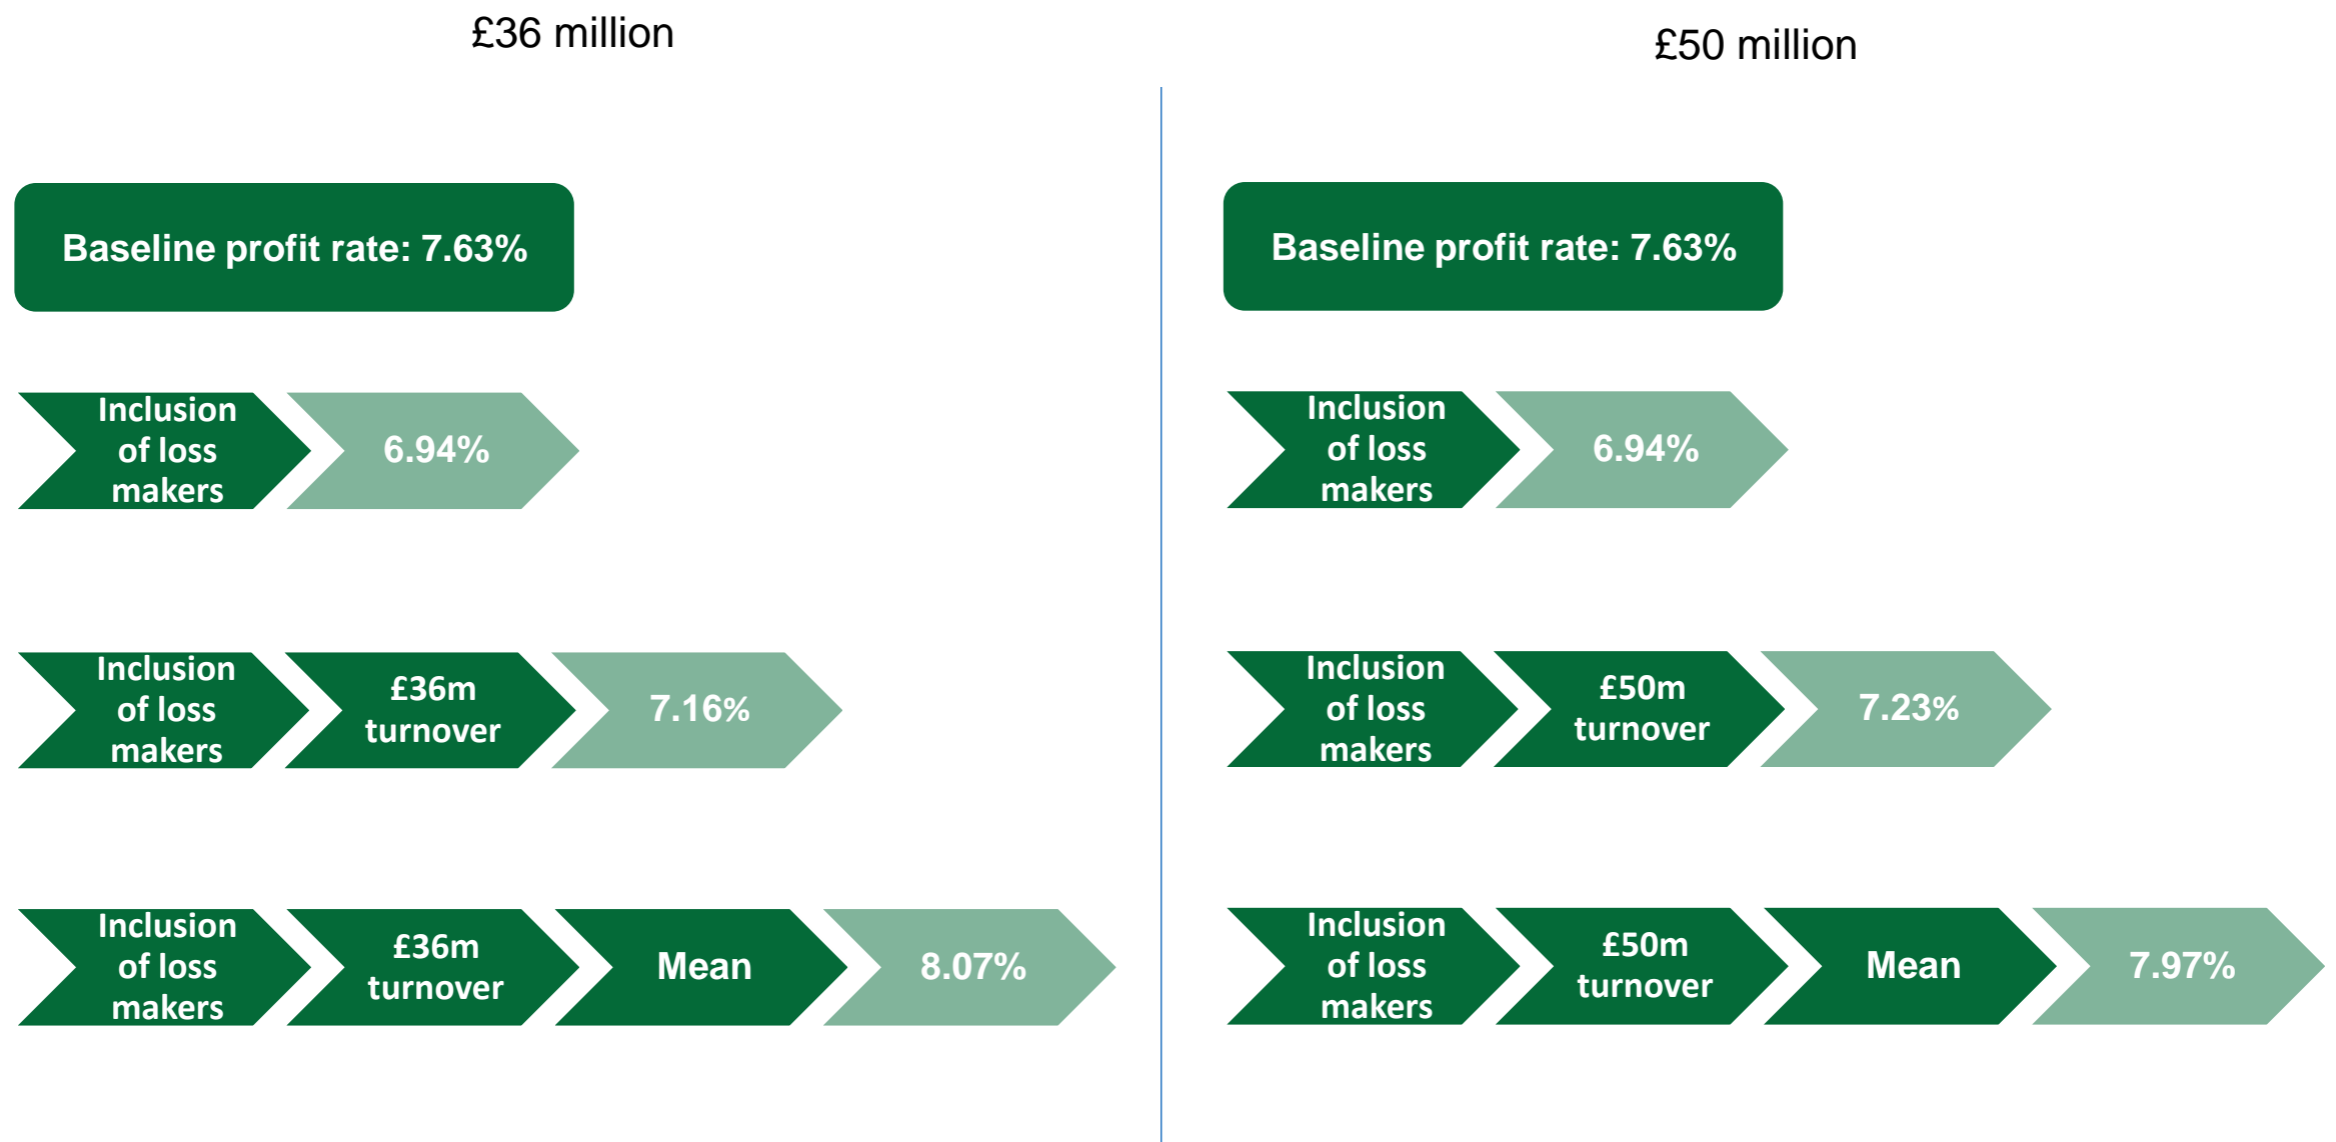 £36 million
Baseline profit rate: 7.63%
Inclusion
of loss
makers
6.94%
Inclusion
of loss
makers
£36m
turnover
7.16%
Inclusion
of loss
makers
£36m
turnover
Mean
8.07%
£50 million
Baseline profit rate: 7.63%
Inclusion
of loss
makers
6.94%
Inclusion
of loss
makers
£50m
turnover
7.23%
Inclusion
of loss
makers
£50m
turnover
Mean
7.97%